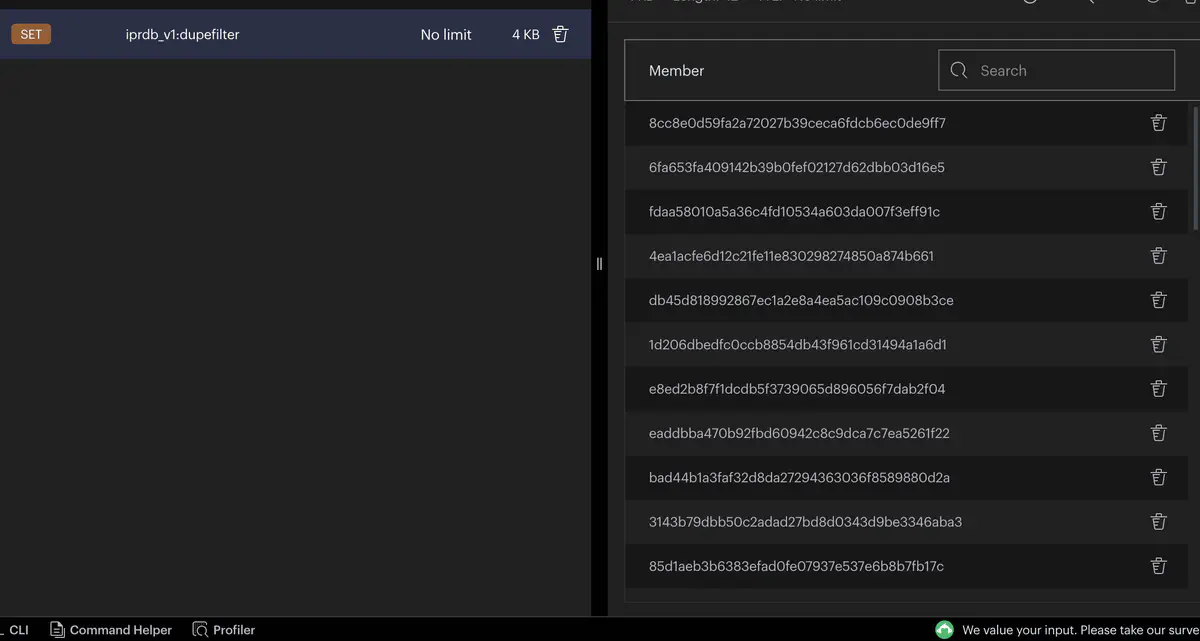 SET iprdb_v1:dupefilter No limit 4 KB
Member Search
8cc8e0d59fa2a72027b39ceca6fdcb6ec0de9ff7
6fa653fa409142b39b0fef02127d62dbb03d16e5
fdaa58010a5a36c4fd10534a603da007f3eff91c
4ea1acfe6d12c21fe11e830298274850a874b661
db45d818992867ec1a2e8a4ea5ac109c0908b3ce
1d206dbedfc0ccb8854db43f961cd31494a1a6d1
e8ed2b8f7f1dcdb5f3739065d896056f7dab2f04
eaddbba470b92fbd60942c8c9dca7c7ea5261f22
bad44b1a3faf32d8da27294363036f8589880d2a
3143b79dbb50c2adad27bd8d0343d9be3346aba3
85d1aeb3b6383efad0fe07937e537e6b8b7fb17c
CLI Command Helper Profiler We value your input. Please take our surve